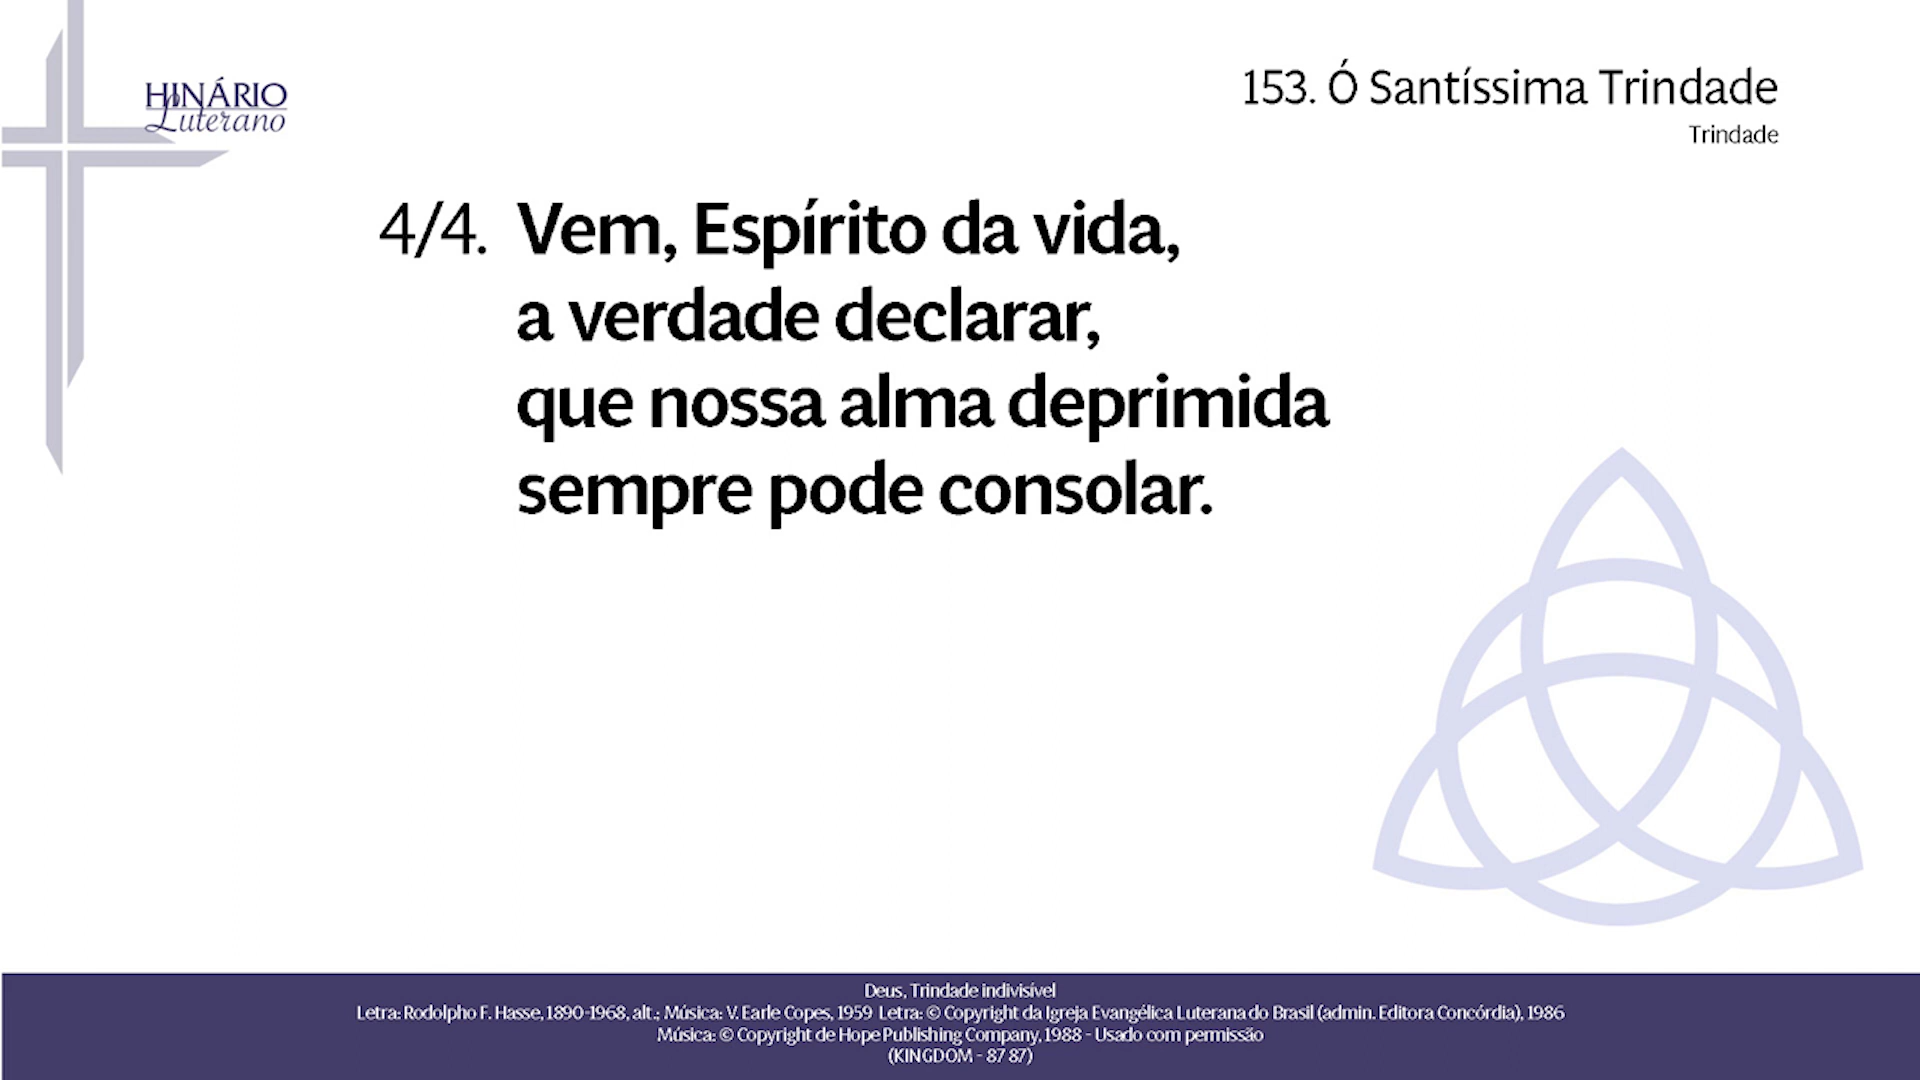 HINÁRIO
Luterano
153. Ó Santíssima Trindade
Trindade
4/4. Vem, Espírito da vida,
a verdade declarar,
que nossa alma deprimida
sempre pode consolar.
Deus, Trindade indivisível
Letra: Rodolpho F. Hasse, 1890-1968, alt.; Música: V. Earle Copes, 1959 Letra: © Copyright da Igreja Evangélica Luterana do Brasil (admin. Editora Concórdia), 1986
Música: © Copyright de Hope Publishing Company, 1988 - Usado com permissão
(KINGDOM - 87 87)